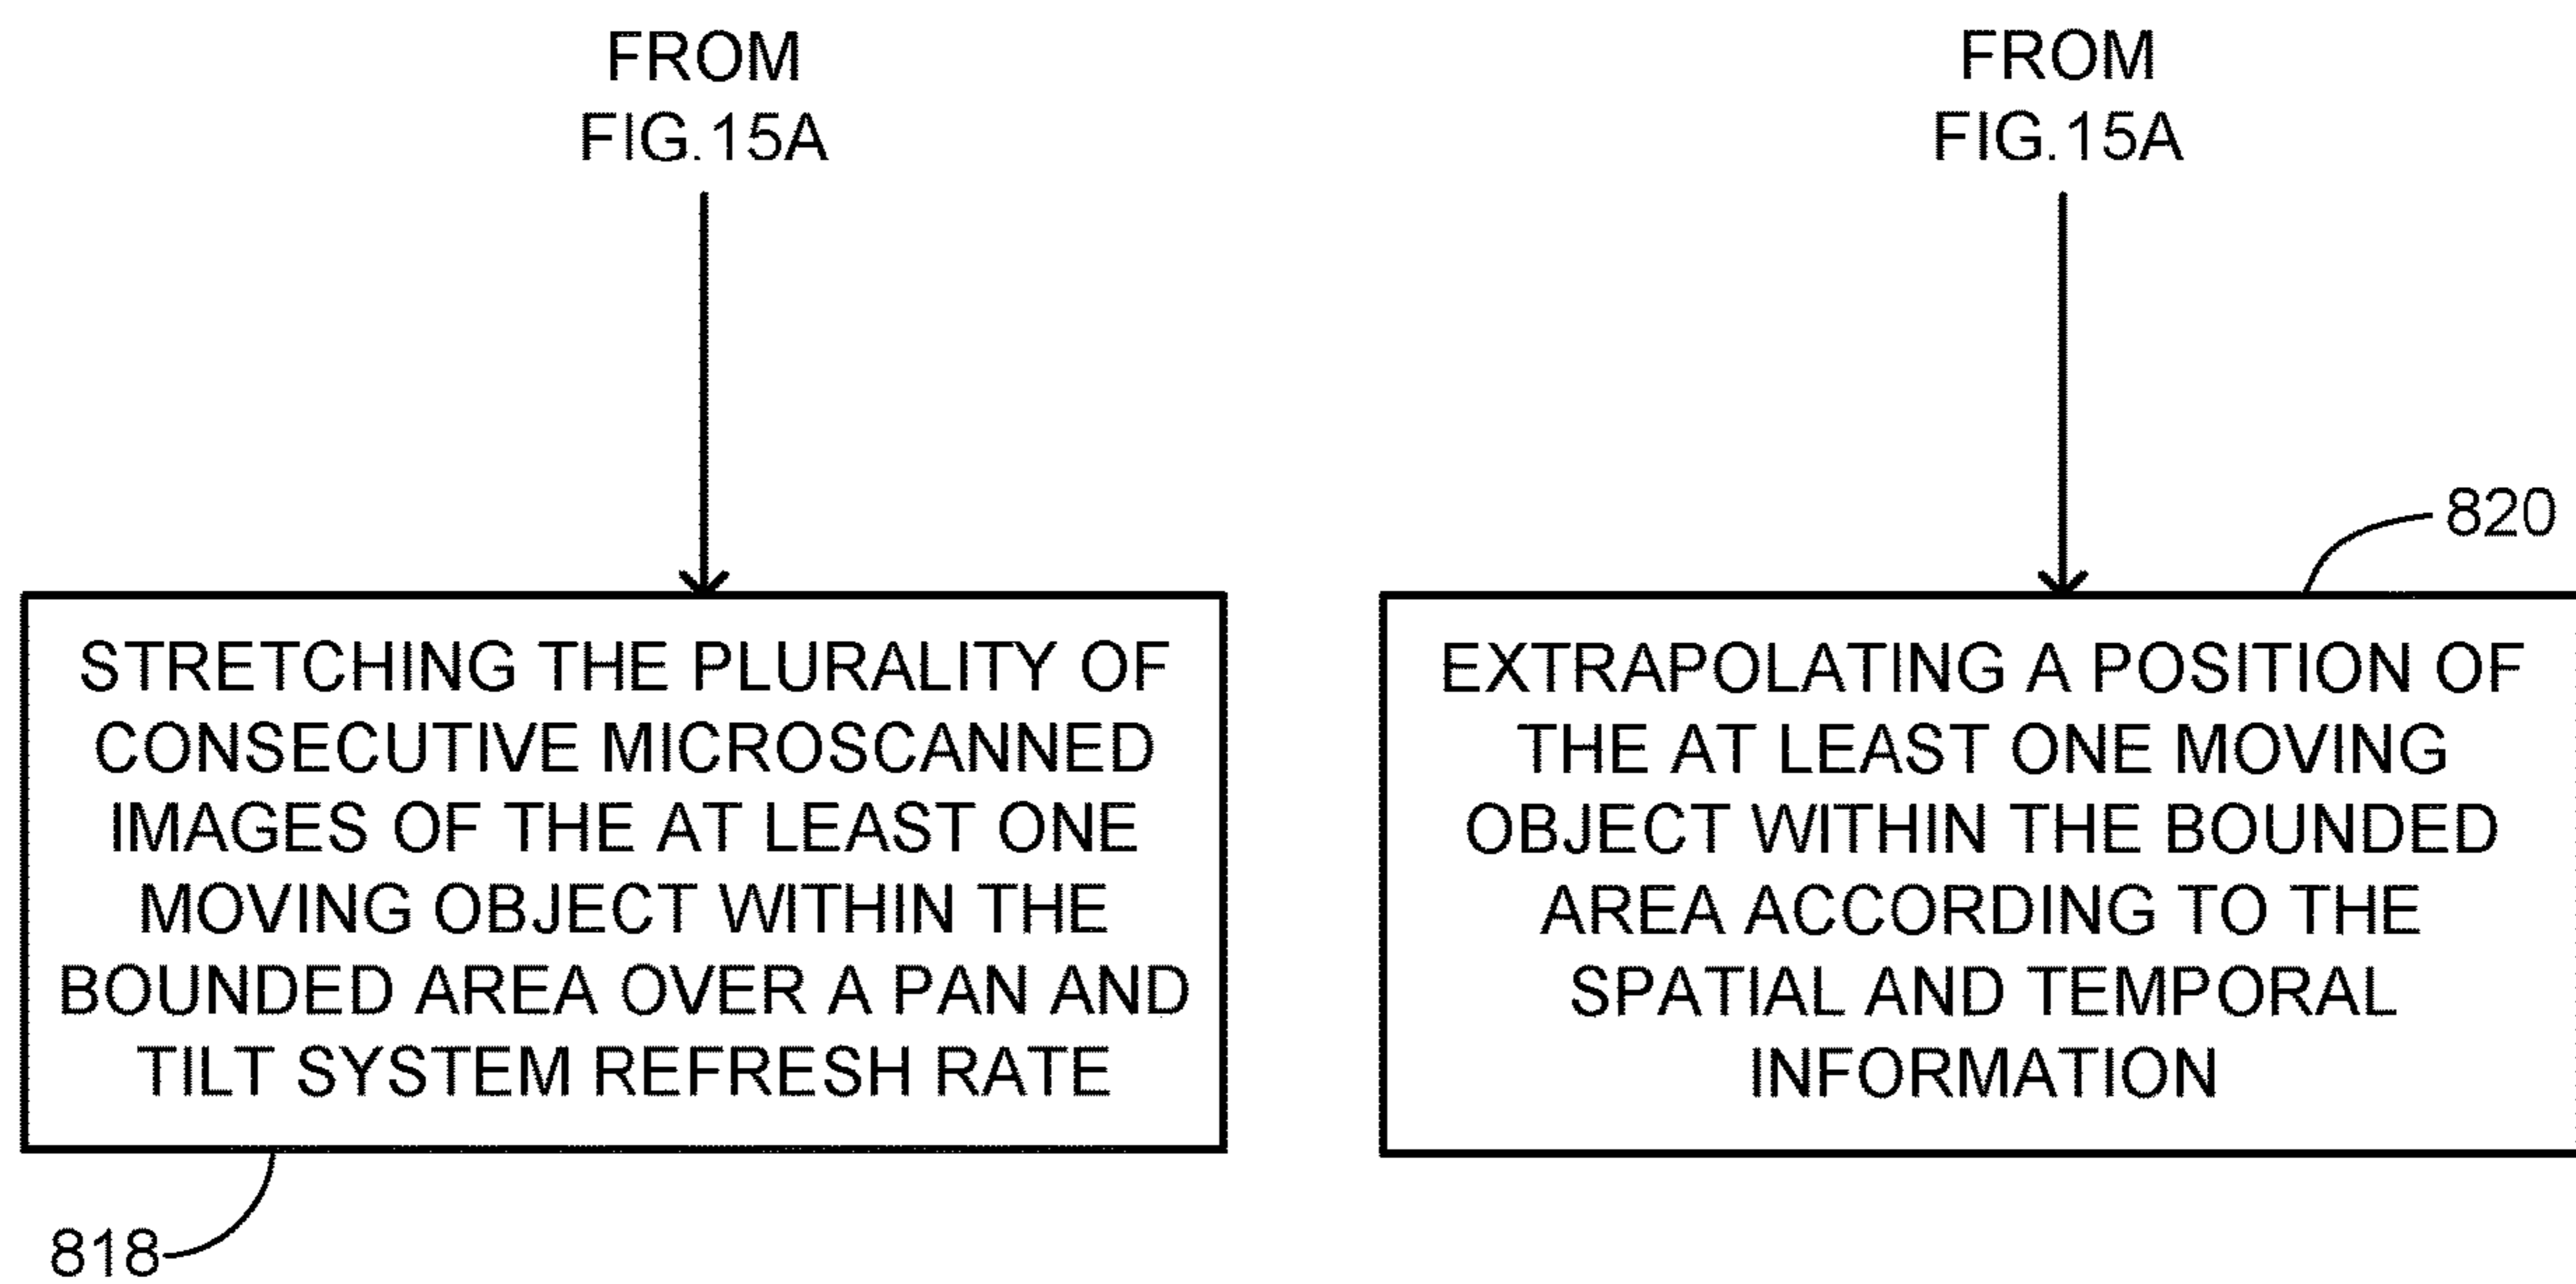 FROM
FIG.15A
FROM
FIG.15A
820
STRETCHING THE PLURALITY OF
CONSECUTIVE MICROSCANNED
IMAGES OF THE AT LEAST ONE
MOVING OBJECT WITHIN THE
BOUNDED AREA OVER A PAN AND
TILT SYSTEM REFRESH RATE
818
EXTRAPOLATING A POSITION OF
THE AT LEAST ONE MOVING
OBJECT WITHIN THE BOUNDED
AREA ACCORDING TO THE
SPATIAL AND TEMPORAL
INFORMATION